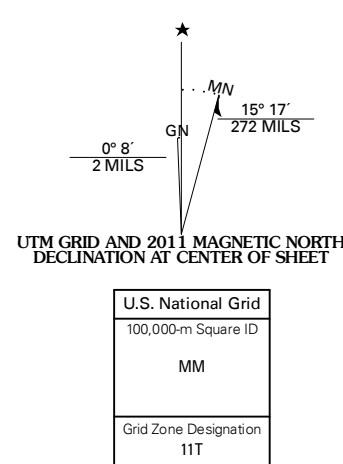 MN
GN
15° 17´
272 MILS
0° 8´
2 MILS
UTM GRID AND 2011 MAGNETIC NORTH
DECLINATION AT CENTER OF SHEET
U.S. National Grid
100,000-m Square ID
MM
Grid Zone Designation
11T